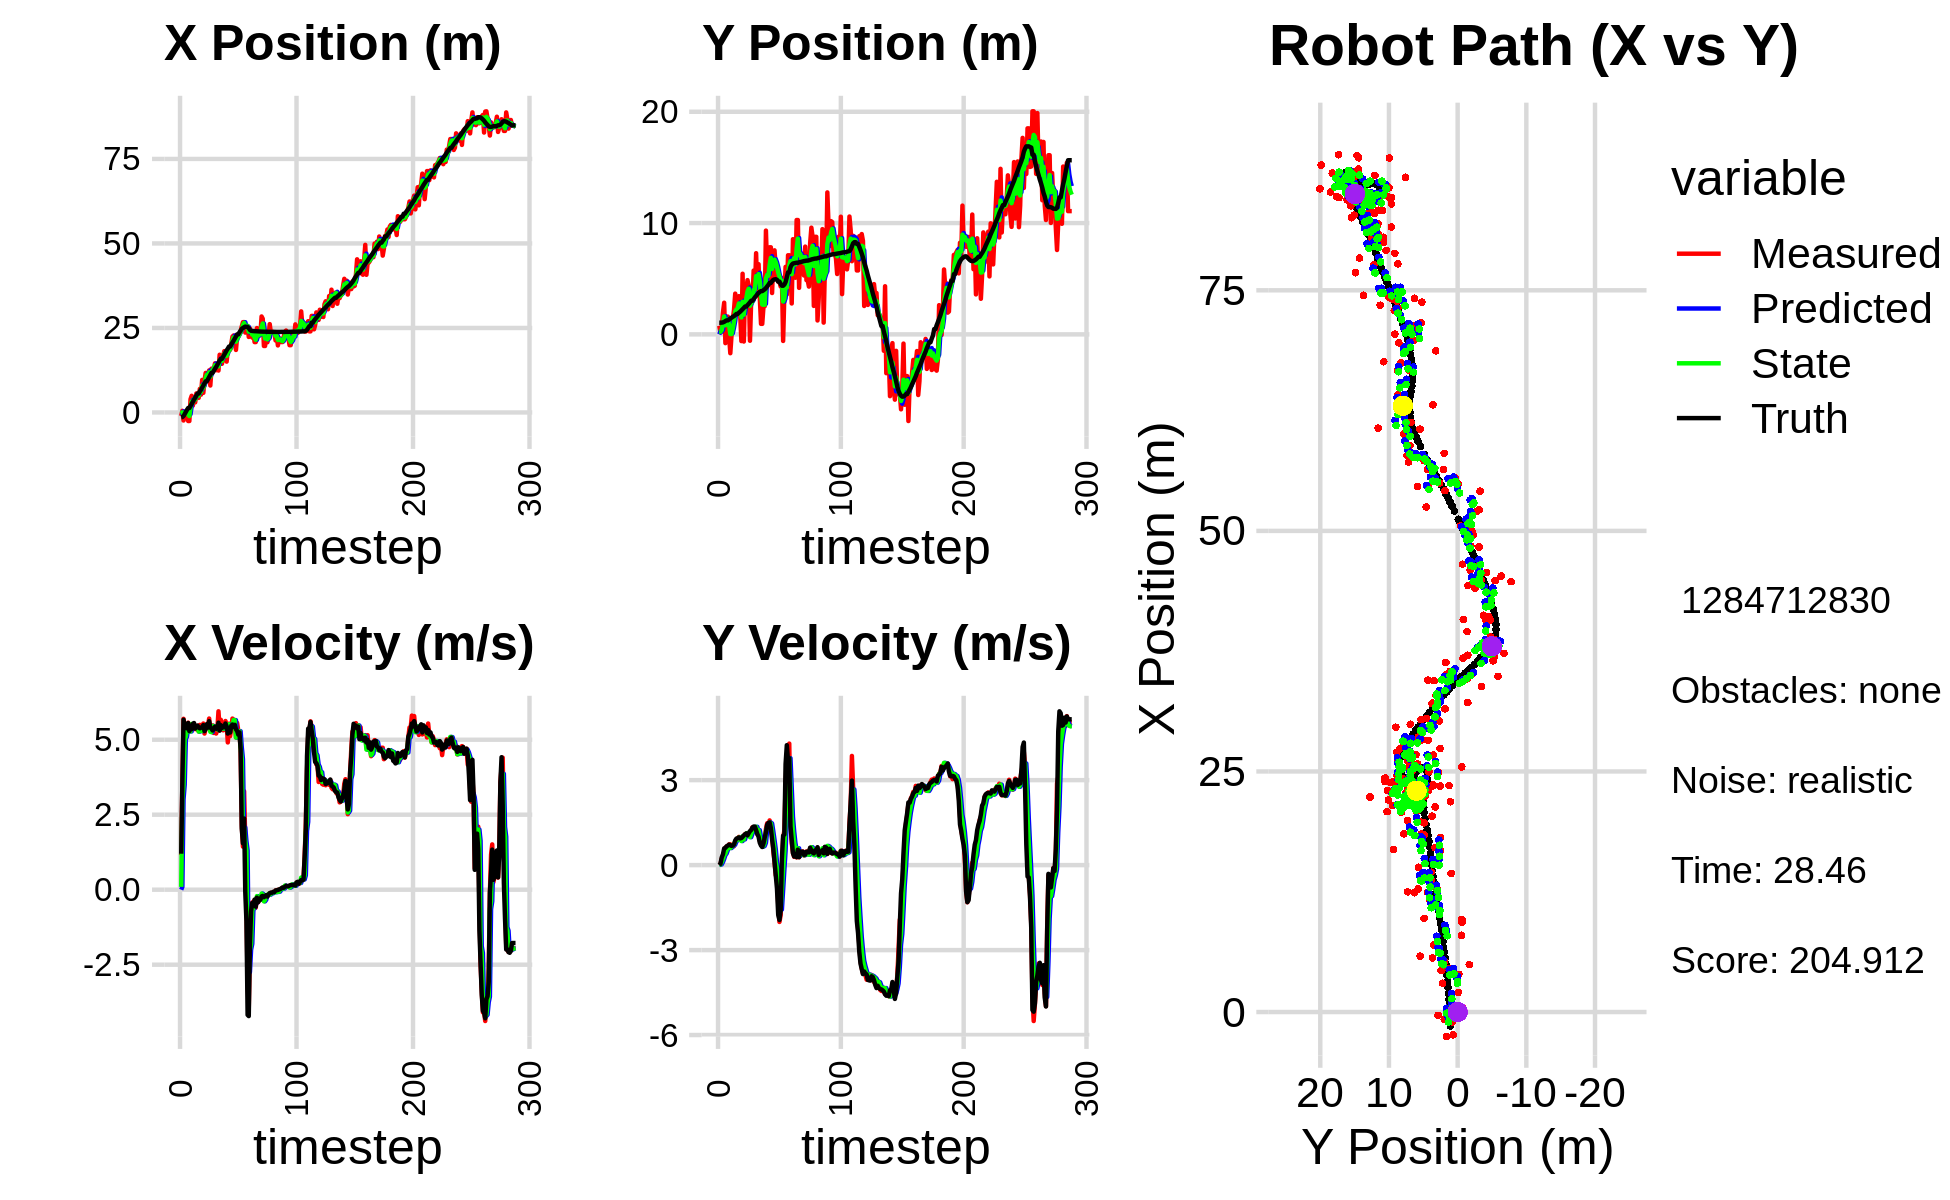 X Position (m)
75
50
25
0
0
100
200
300
timestep
Y Position (m)
20
10
0
0
100
200
300
timestep
X Velocity (m/s)
5.0
2.5
0.0
-2.5
0
100
200
300
timestep
Y Velocity (m/s)
3
0
-3
-6
0
100
200
300
timestep
Robot Path (X vs Y)
X Position (m)
75
50
25
0
20 10 0 -10 -20
Y Position (m)
variable
Measured
Predicted
State
Truth
1284712830
Obstacles: none
Noise: realistic
Time: 28.46
Score: 204.912